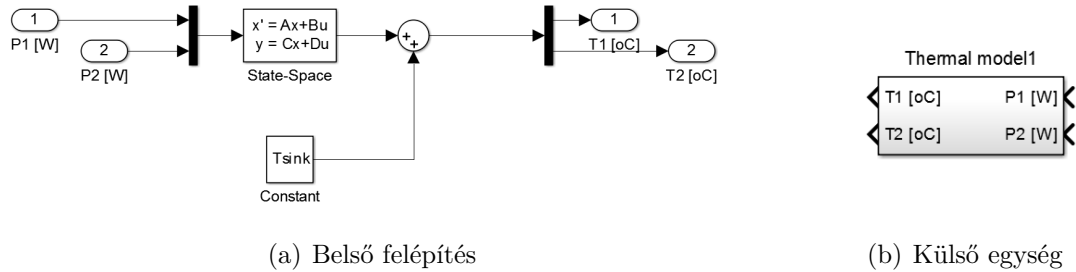 1
P1 [W]
2
P2 [W]
x' = Ax+Bu
y = Cx+Du
State-Space
+
+
Tsink
Constant
1
T1 [oC]
2
T2 [oC]
(a) Belső felépítés
Thermal model1
T1 [oC] P1 [W]
T2 [oC] P2 [W]
(b) Külső egység